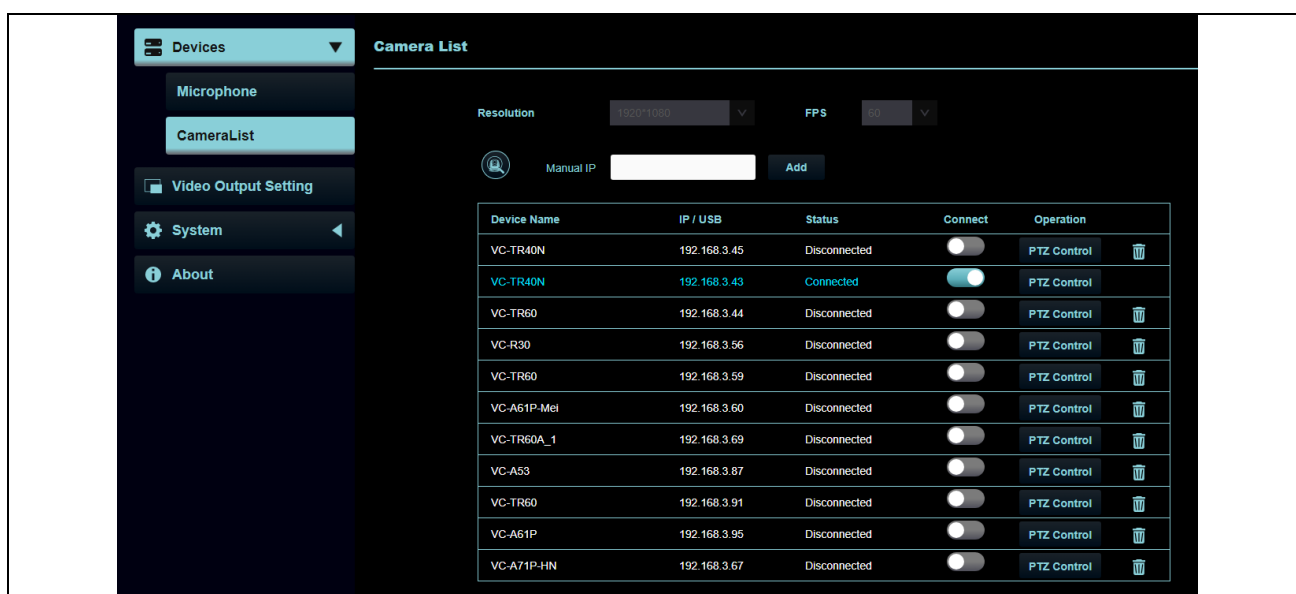 Devices
Microphone
CameraList
Video Output Setting
System
About
Camera List
Resolution 1920*1080 FPS 60
Manual IP Add
Device Name IP / USB Status Connect Operation
VC-TR40N 192.168.3.45 Disconnected PTZ Control
VC-TR40N 192.168.3.43 Connected PTZ Control
VC-TR60 192.168.3.44 Disconnected PTZ Control
VC-R30 192.168.3.56 Disconnected PTZ Control
VC-TR60 192.168.3.59 Disconnected PTZ Control
VC-A61P-Mei 192.168.3.60 Disconnected PTZ Control
VC-TR60A_1 192.168.3.69 Disconnected PTZ Control
VC-A53 192.168.3.87 Disconnected PTZ Control
VC-TR60 192.168.3.91 Disconnected PTZ Control
VC-A61P 192.168.3.95 Disconnected PTZ Control
VC-A71P-HN 192.168.3.67 Disconnected PTZ Control